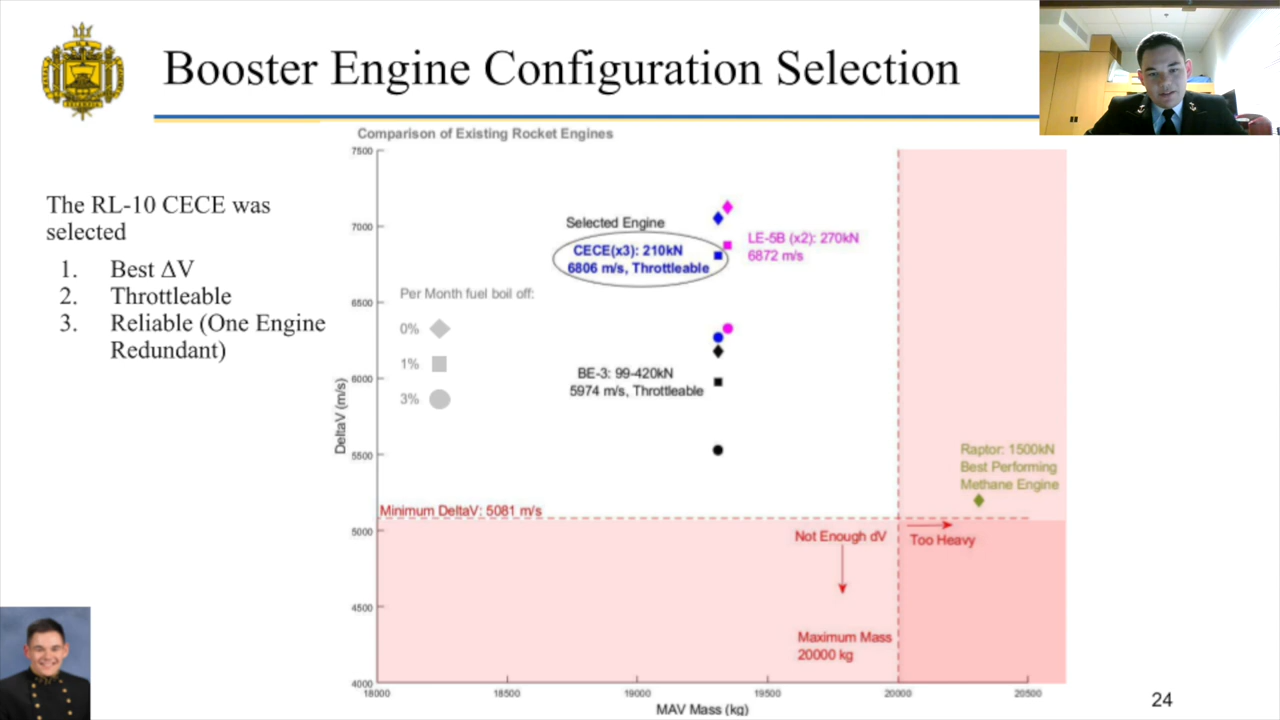 Booster Engine Configuration Selection
The RL-10 CECE was
selected
1. Best ΔV
2. Throttleable
3. Reliable (One Engine
Redundant)
Comparison of Existing Rocket Engines
7500
7000
6500
6000
5500
5000
4500
4000
DeltaV (m/s)
Selected Engine
CECE(x3): 210kN
6806 m/s, Throttleable
LE-5B (x2): 270kN
6872 m/s
Per Month fuel boil off:
0%
1%
3%
BE-3: 99-420kN
5974 m/s, Throttleable
Raptor: 1500kN
Best Performing
Methane Engine
Minimum DeltaV: 5081 m/s
Not Enough dV
Too Heavy
Maximum Mass
20000 kg
18000
18500
19000
19500
20000
20500
MAV Mass (kg)
24